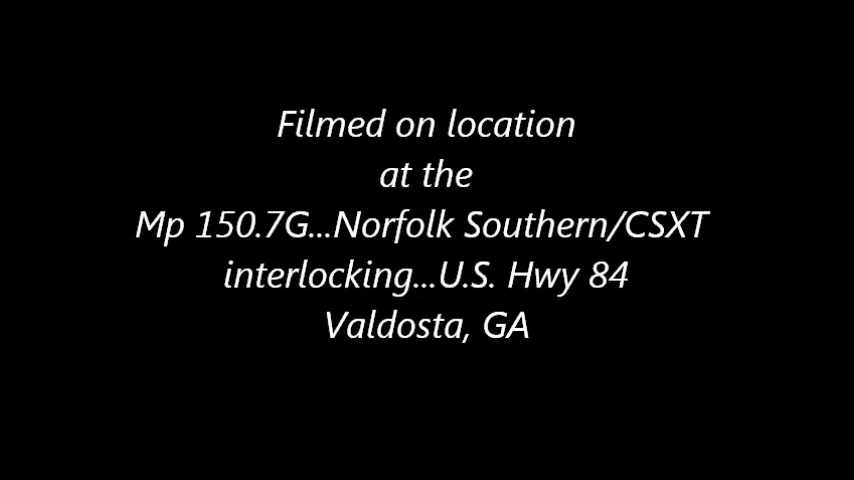 Filmed on location
at the
Mp 150.7G...Norfolk Southern/CSXT
interlocking...U.S. Hwy 84
Valdosta, GA